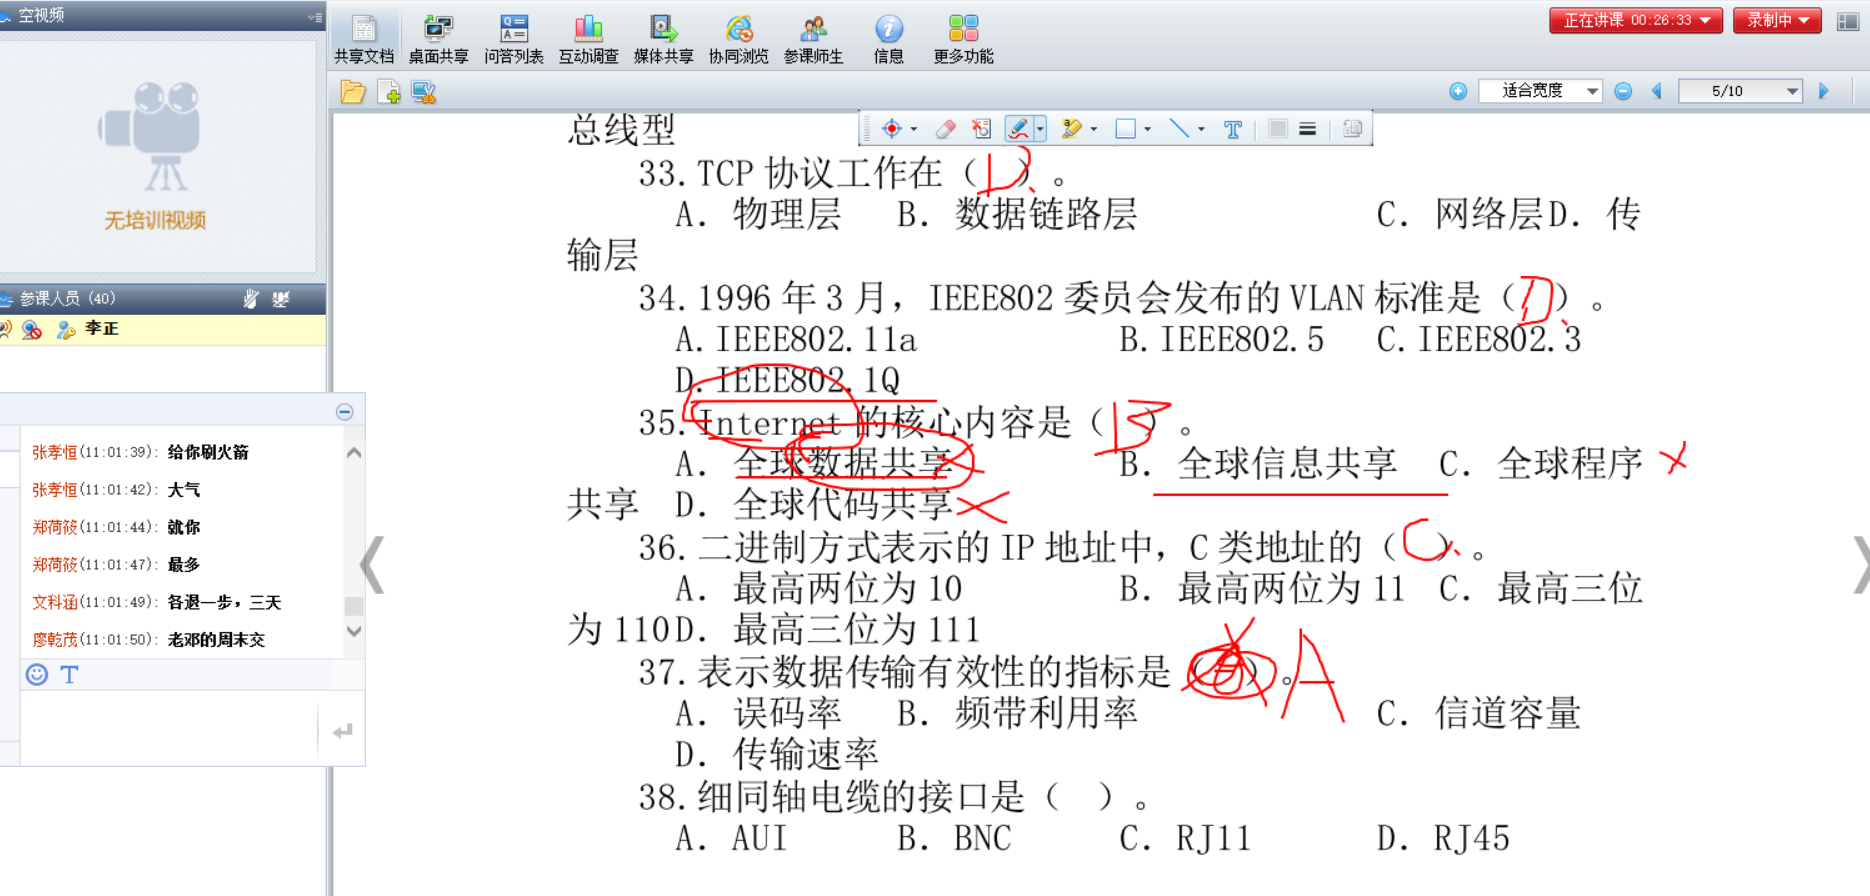 空视频
共享文档 桌面共享 问答列表 互动调查 媒体共享 协同浏览 参课师生 信息 更多功能
正在讲课 00:26:33 录制中
适合宽度 5/10
无培训视频
参课人员 (40)
李正
张孝恒(11:01:39): 给你刷火箭
张孝恒(11:01:42): 大气
郑荷筱(11:01:44): 就你
郑荷筱(11:01:47): 最多
文科涵(11:01:49): 各退一步，三天
廖乾茂(11:01:50): 老邓的周末交
总线型
33.TCP 协议工作在（D）。
A. 物理层 B. 数据链路层 C. 网络层D. 传
输层
34.1996 年 3 月，IEEE802 委员会发布的 VLAN 标准是（D）。
A.IEEE802.11a B.IEEE802.5 C.IEEE802.3
D.IEEE802.1Q
35.Internet 的核心内容是（B）。
A. 全球数据共享 B. 全球信息共享 C. 全球程序
共享 D. 全球代码共享
36.二进制方式表示的 IP 地址中，C 类地址的（C）。
A. 最高两位为 10 B. 最高两位为 11 C. 最高三位
为 110D. 最高三位为 111
37.表示数据传输有效性的指标是（ ）。A
A. 误码率 B. 频带利用率 C. 信道容量
D. 传输速率
38.细同轴电缆的接口是（ ）。
A. AUI B. BNC C. RJ11 D. RJ45